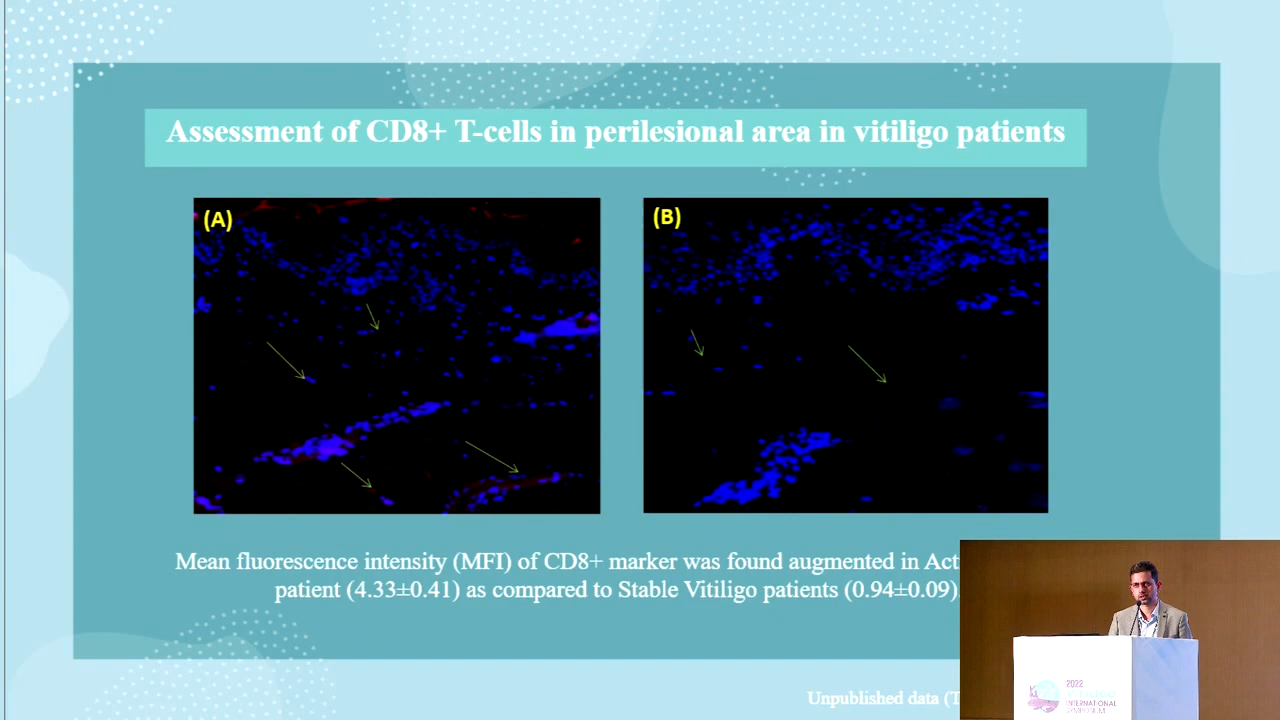 Assessment of CD8+ T-cells in perilesional area in vitiligo patients
(A)
(B)
Mean fluorescence intensity (MFI) of CD8+ marker was found augmented in
patient (4.33±0.41) as compared to Stable Vitiligo patients (0.94±0.09)
Unpublished data
2022
INTERNATIONAL
SYMPOSIUM